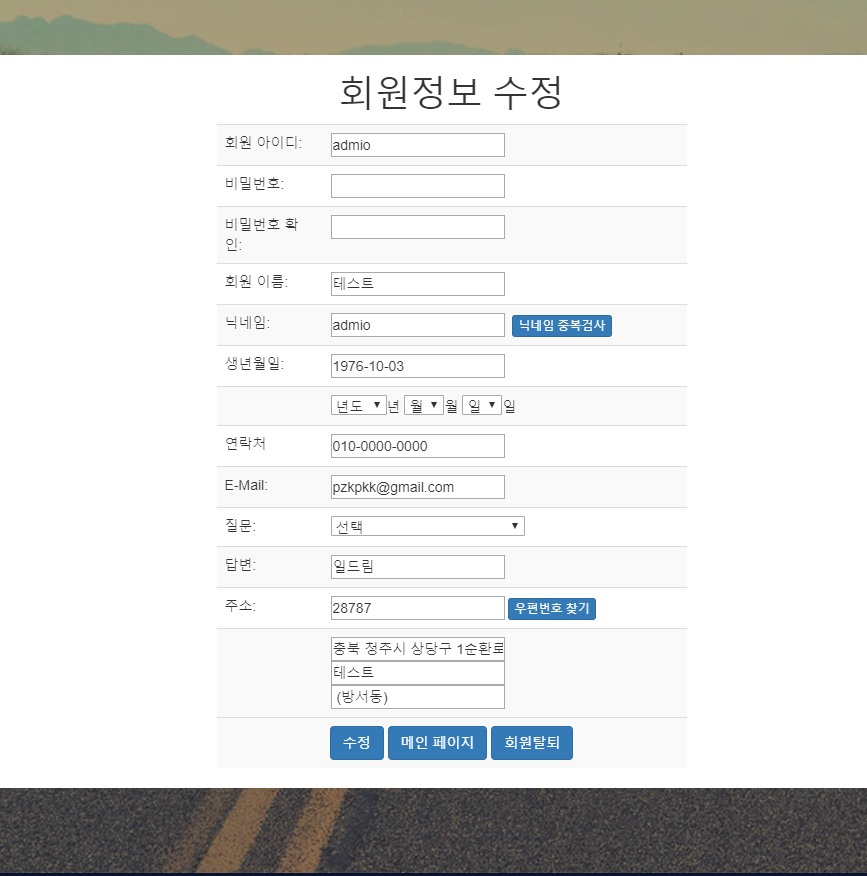 회원정보 수정
회원 아이디: admio
비밀번호:
비밀번호 확
인:
회원 이름: 테스트
닉네임: admio 닉네임 중복검사
생년월일: 1976-10-03
년도 년 월 월 일 일
연락처 010-0000-0000
E-Mail: pzkpkk@gmail.com
질문: 선택
답변: 일드림
주소: 28787 우편번호 찾기
충북 청주시 상당구 1순환로
테스트
(방서동)
수정 메인 페이지 회원탈퇴